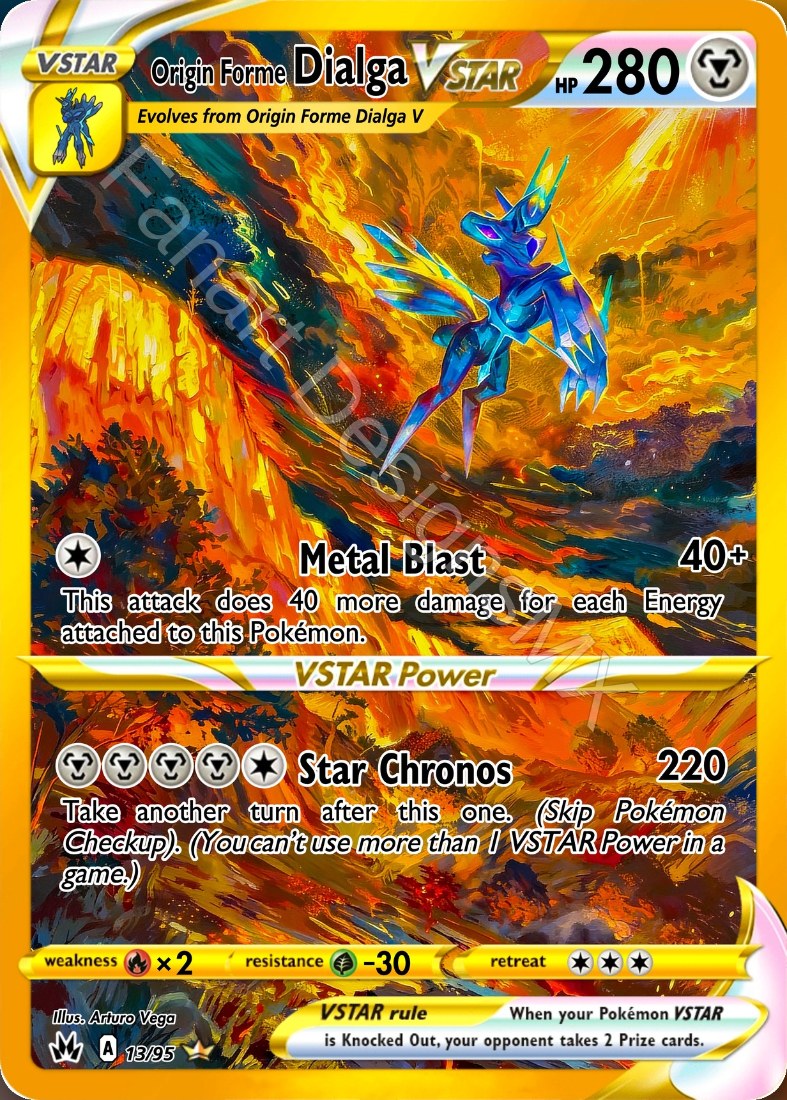 VSTAR
Origin Forme Dialga VSTAR HP 280
Evolves from Origin Forme Dialga V
Fanart DesignsMX
Metal Blast 40+
This attack does 40 more damage for each Energy
attached to this Pokémon.
VSTAR Power
Star Chronos 220
Take another turn after this one. (Skip Pokémon
Checkup). (You can't use more than 1 VSTAR Power in a
game.)
weakness ×2 resistance -30 retreat
Illus. Arturo Vega
A 13/95
VSTAR rule When your Pokémon VSTAR
is Knocked Out, your opponent takes 2 Prize cards.